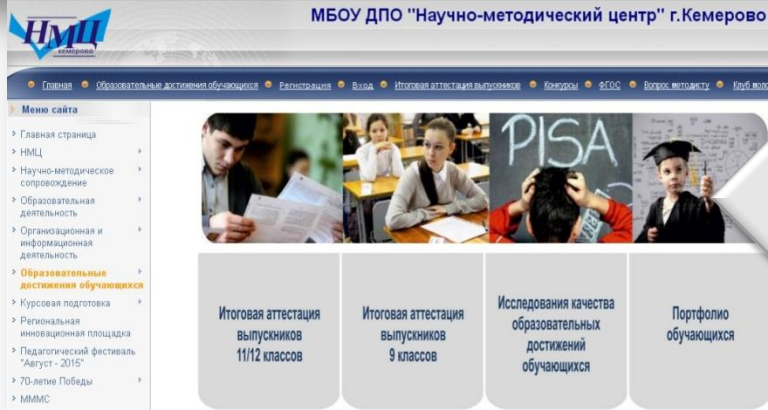 НМЦ
кемерово
МБОУ ДПО "Научно-методический центр" г.Кемерово
Главная Образовательные достижения обучающихся Регистрация Вход Итоговая аттестация выпускников Конкурсы ФГОС Вопрос методисту Клуб моло
Меню сайта
Главная страница
НМЦ
Научно-методическое
сопровождение
Образовательная
деятельность
Организационная и
информационная
деятельность
Образовательные
достижения обучающихся
Курсовая подготовка
Региональная
инновационная площадка
Педагогический фестиваль
"Август - 2015"
70-летие Победы
МММС
PISA
Итоговая аттестация
выпускников
11/12 классов
Итоговая аттестация
выпускников
9 классов
Исследования качества
образовательных
достижений
обучающихся
Портфолио
обучающихся